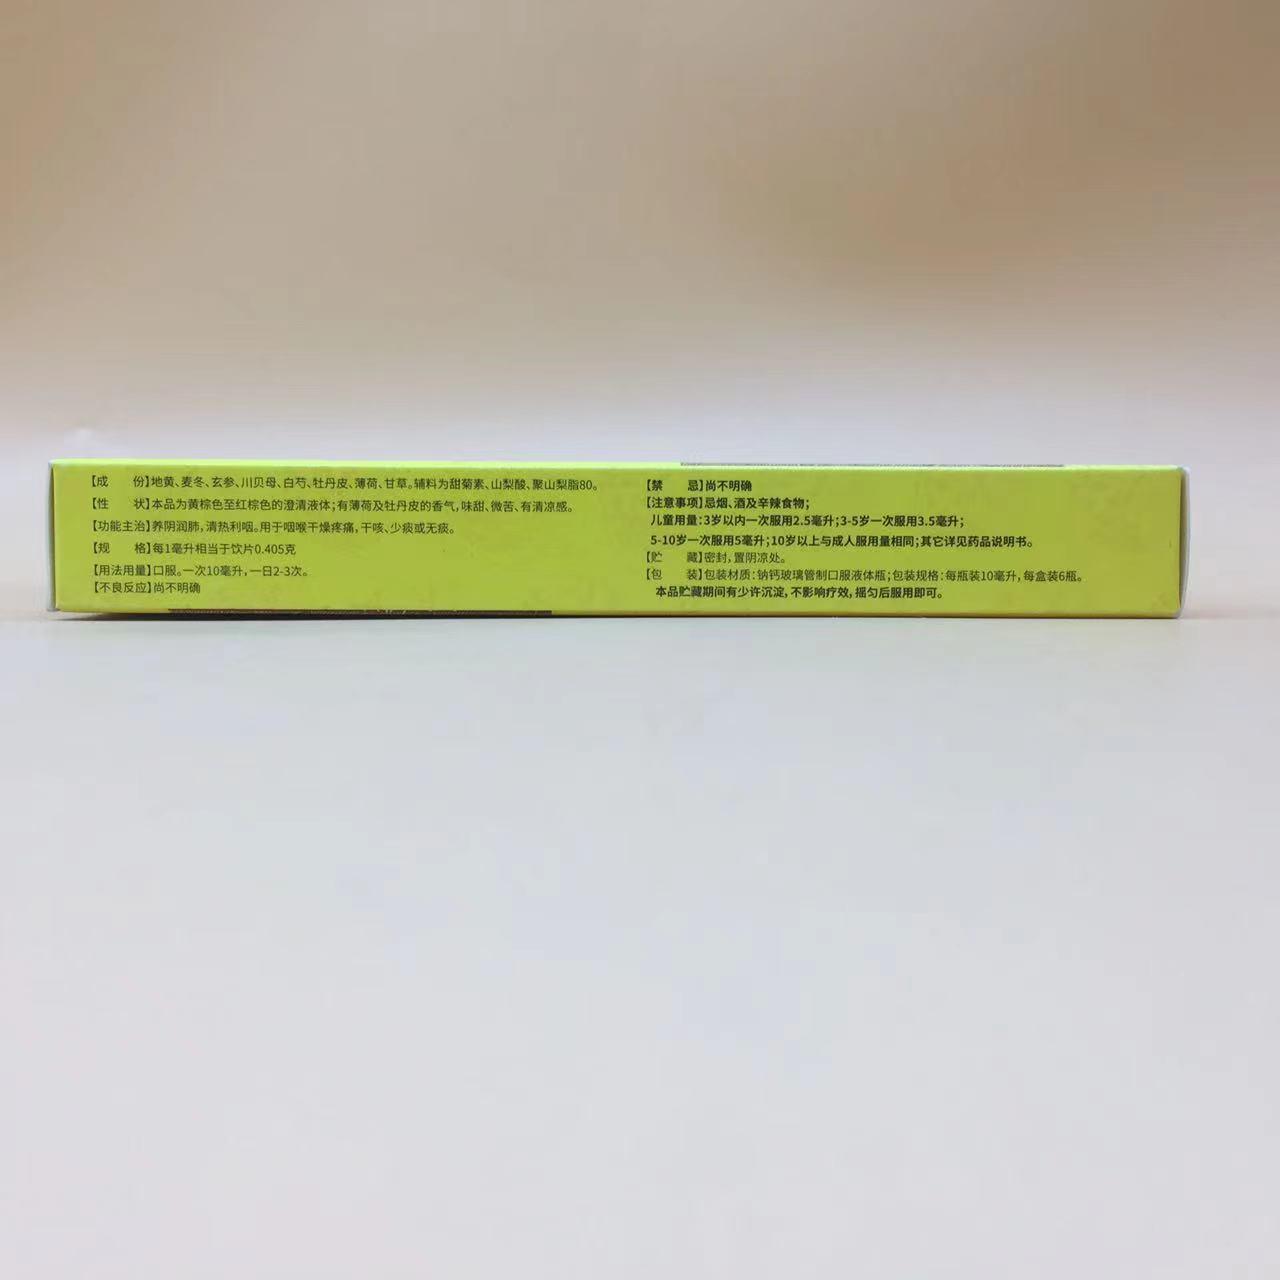 【成　　份】地黄、麦冬、玄参、川贝母、白芍、牡丹皮、薄荷、甘草。辅料为甜菊素、山梨酸、聚山梨脂80。
【性　　状】本品为黄棕色至红棕色的澄清液体；有薄荷及牡丹皮的香气，味甜、微苦、有清凉感。
【功能主治】养阴润肺，清热利咽。用于咽喉干燥疼痛，干咳、少痰或无痰。
【规　　格】每1毫升相当于饮片0.405克
【用法用量】口服。一次10毫升，一日2-3次。
【不良反应】尚不明确
【禁　　忌】尚不明确
【注意事项】忌烟、酒及辛辣食物；
儿童用量：3岁以内一次服用2.5毫升；3-5岁一次服用3.5毫升；
5-10岁一次服用5毫升；10岁以上与成人服用量相同；其它详见药品说明书。
【贮　　藏】密封，置阴凉处。
【包　　装】包装材质：钠钙玻璃管制口服液体瓶；包装规格：每瓶装10毫升，每盒装6瓶。
本品贮藏期间有少许沉淀，不影响疗效，摇匀后服用即可。